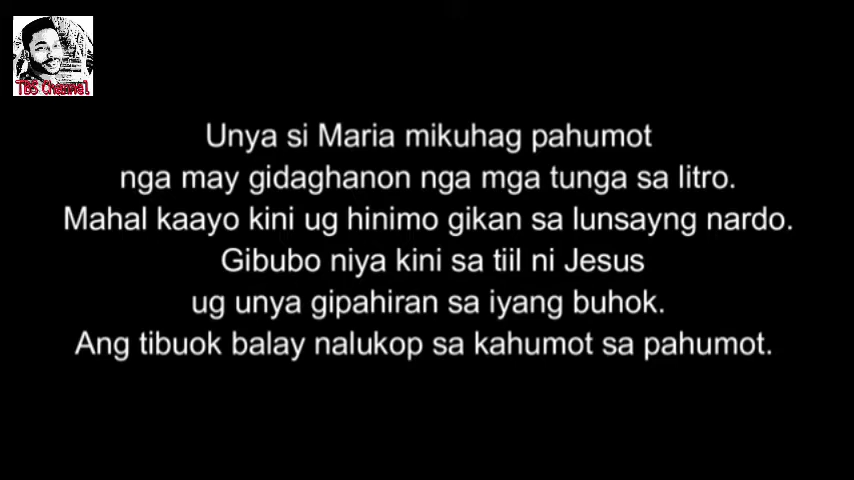 TBS Channel
Unya si Maria mikuhag pahumot
nga may gidaghanon nga mga tunga sa litro.
Mahal kaayo kini ug hinimo gikan sa lunsayng nardo.
Gibubo niya kini sa tiil ni Jesus
ug unya gipahiran sa iyang buhok.
Ang tibuok balay nalukop sa kahumot sa pahumot.